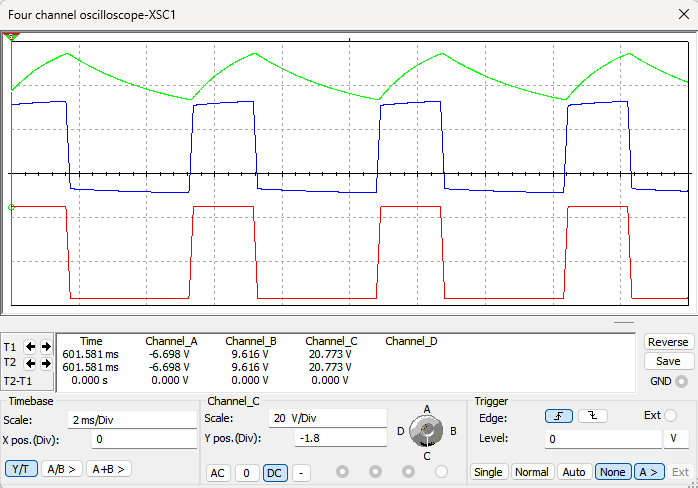 Four channel oscilloscope-XSC1
Time Channel_A Channel_B Channel_C Channel_D
T1 601.581 ms -6.698 V 9.616 V 20.773 V
T2 601.581 ms -6.698 V 9.616 V 20.773 V
T2-T1 0.000 s 0.000 V 0.000 V 0.000 V
Reverse
Save
GND
Timebase
Scale: 2 ms/Div
X pos.(Div): 0
Y/T A/B > A+B >
Channel_C
Scale: 20 V/Div
Y pos.(Div): -1.8
AC 0 DC -
A
D B
C
Trigger
Edge: Ext
Level: 0 V
Single Normal Auto None A > Ext